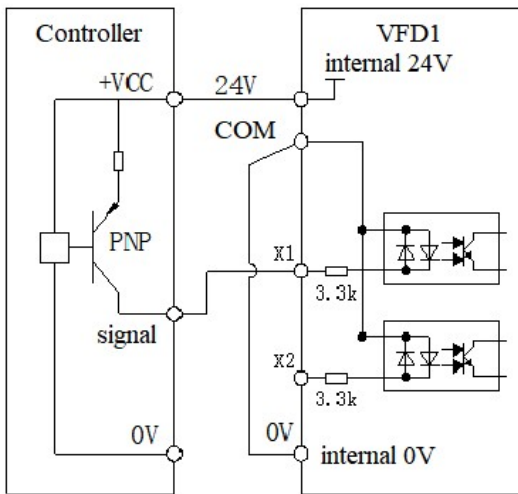 Controller
VFD1
internal 24V
+VCC
24V
COM
PNP
X1
3.3k
signal
X2
3.3k
0V
0V
internal 0V